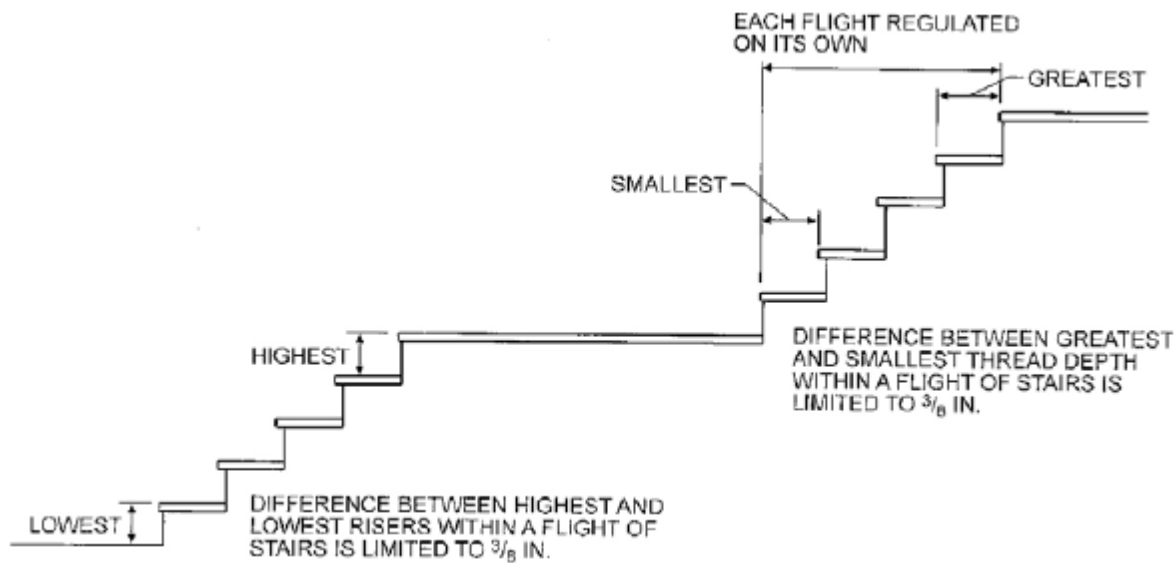 EACH FLIGHT REGULATED
ON ITS OWN
GREATEST
SMALLEST
HIGHEST
DIFFERENCE BETWEEN GREATEST
AND SMALLEST THREAD DEPTH
WITHIN A FLIGHT OF STAIRS IS
LIMITED TO 3/8 IN.
LOWEST
DIFFERENCE BETWEEN HIGHEST AND
LOWEST RISERS WITHIN A FLIGHT OF
STAIRS IS LIMITED TO 3/8 IN.